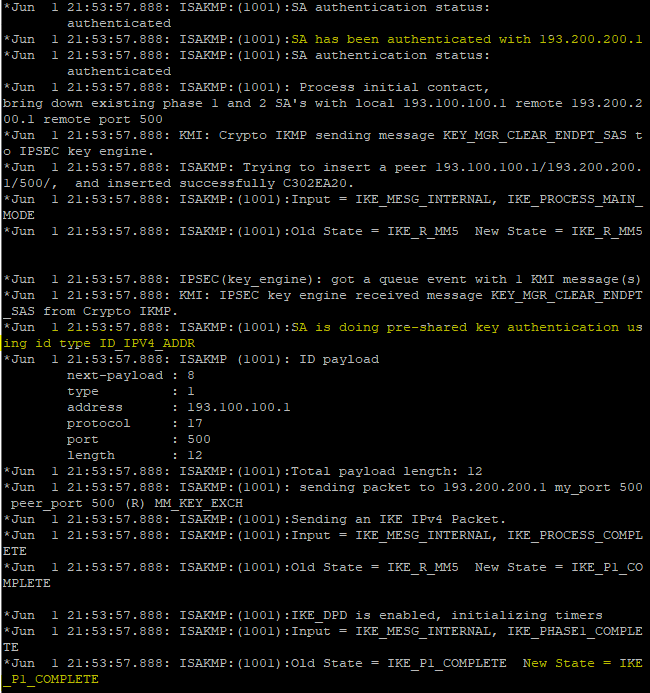 *Jun  1 21:53:57.888: ISAKMP:(1001):SA authentication status:
        authenticated
*Jun  1 21:53:57.888: ISAKMP:(1001):SA has been authenticated with 193.200.200.1
*Jun  1 21:53:57.888: ISAKMP:(1001):SA authentication status:
        authenticated
*Jun  1 21:53:57.888: ISAKMP:(1001): Process initial contact,
bring down existing phase 1 and 2 SA's with local 193.100.100.1 remote 193.200.2
00.1 remote port 500
*Jun  1 21:53:57.888: KMI: Crypto IKMP sending message KEY_MGR_CLEAR_ENDPT_SAS t
o IPSEC key engine.
*Jun  1 21:53:57.888: ISAKMP: Trying to insert a peer 193.100.100.1/193.200.200.
1/500/,  and inserted successfully C302EA20.
*Jun  1 21:53:57.888: ISAKMP:(1001):Input = IKE_MESG_INTERNAL, IKE_PROCESS_MAIN_
MODE
*Jun  1 21:53:57.888: ISAKMP:(1001):Old State = IKE_R_MM5  New State = IKE_R_MM5
*Jun  1 21:53:57.888: IPSEC(key_engine): got a queue event with 1 KMI message(s)
*Jun  1 21:53:57.888: KMI: IPSEC key engine received message KEY_MGR_CLEAR_ENDPT
_SAS from Crypto IKMP.
*Jun  1 21:53:57.888: ISAKMP:(1001):SA is doing pre-shared key authentication us
ing id type ID_IPV4_ADDR
*Jun  1 21:53:57.888: ISAKMP (1001): ID payload
        next-payload : 8
        type         : 1
        address      : 193.100.100.1
        protocol     : 17
        port         : 500
        length       : 12
*Jun  1 21:53:57.888: ISAKMP:(1001):Total payload length: 12
*Jun  1 21:53:57.888: ISAKMP:(1001): sending packet to 193.200.200.1 my_port 500
 peer_port 500 (R) MM_KEY_EXCH
*Jun  1 21:53:57.888: ISAKMP:(1001):Sending an IKE IPv4 Packet.
*Jun  1 21:53:57.888: ISAKMP:(1001):Input = IKE_MESG_INTERNAL, IKE_PROCESS_COMPL
ETE
*Jun  1 21:53:57.888: ISAKMP:(1001):Old State = IKE_R_MM5  New State = IKE_P1_CO
MPLETE
*Jun  1 21:53:57.888: ISAKMP:(1001):IKE_DPD is enabled, initializing timers
*Jun  1 21:53:57.888: ISAKMP:(1001):Input = IKE_MESG_INTERNAL, IKE_PHASE1_COMPLE
TE
*Jun  1 21:53:57.888: ISAKMP:(1001):Old State = IKE_P1_COMPLETE  New State = IKE
_P1_COMPLETE